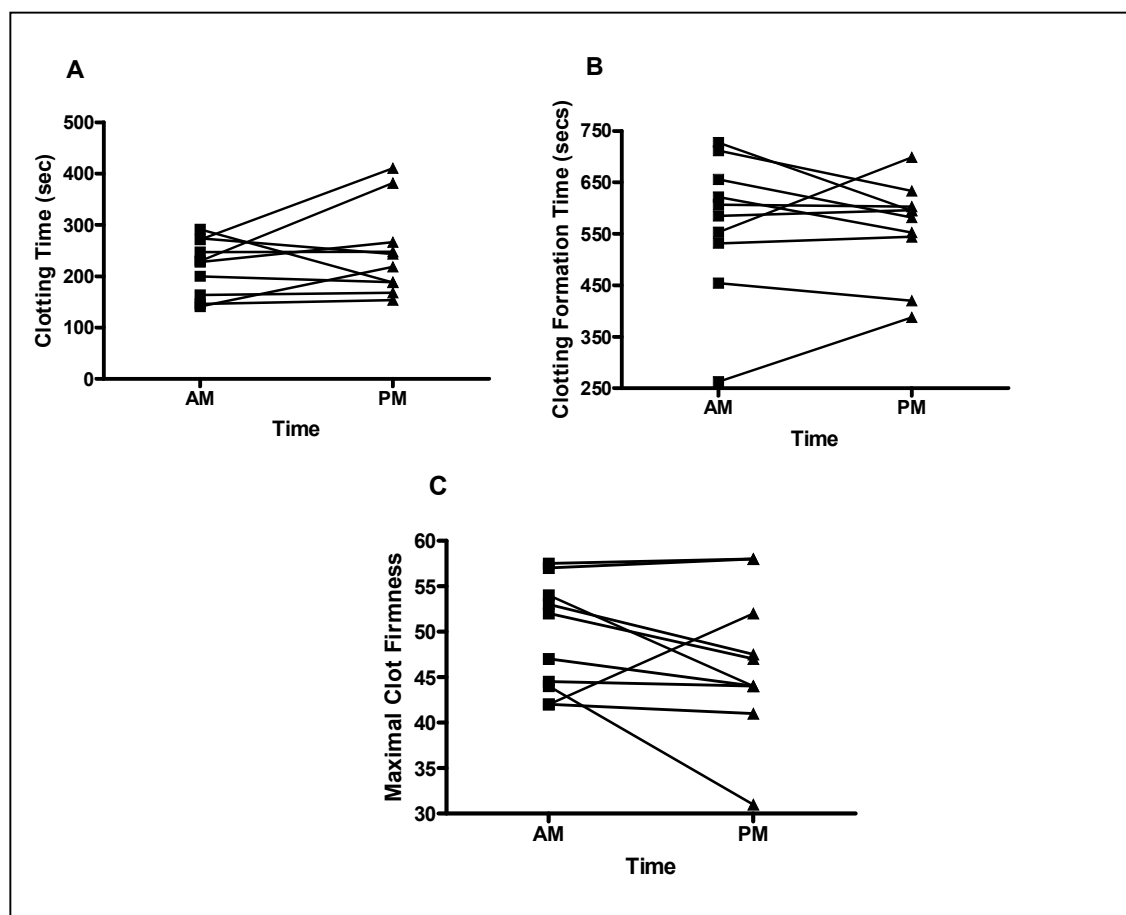 A
Clotting Time (sec)
500
400
300
200
100
0
AM PM
Time
B
Clotting Formation Time (secs)
750
650
550
450
350
250
AM PM
Time
C
Maximal Clot Firmness
60
55
50
45
40
35
30
AM PM
Time